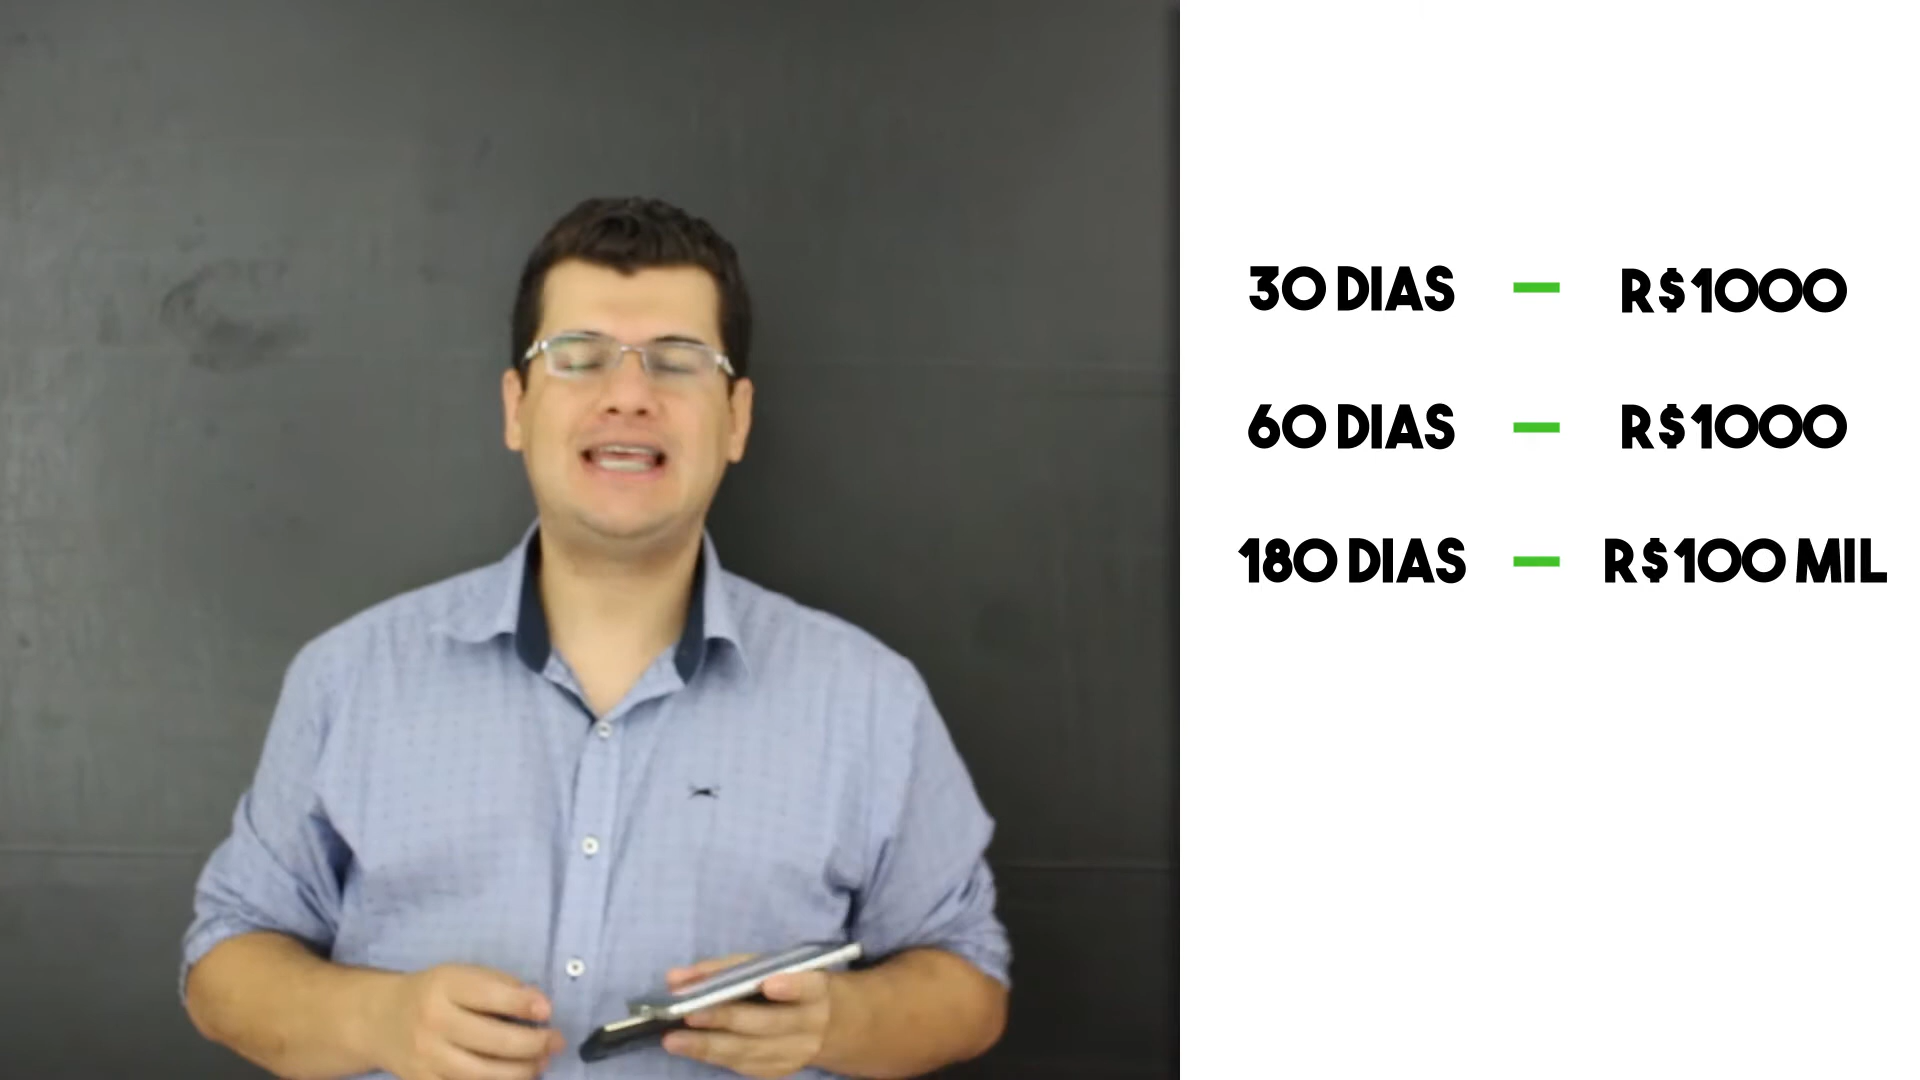 30 DIAS – R$1000
60 DIAS – R$1000
180 DIAS – R$100 MIL